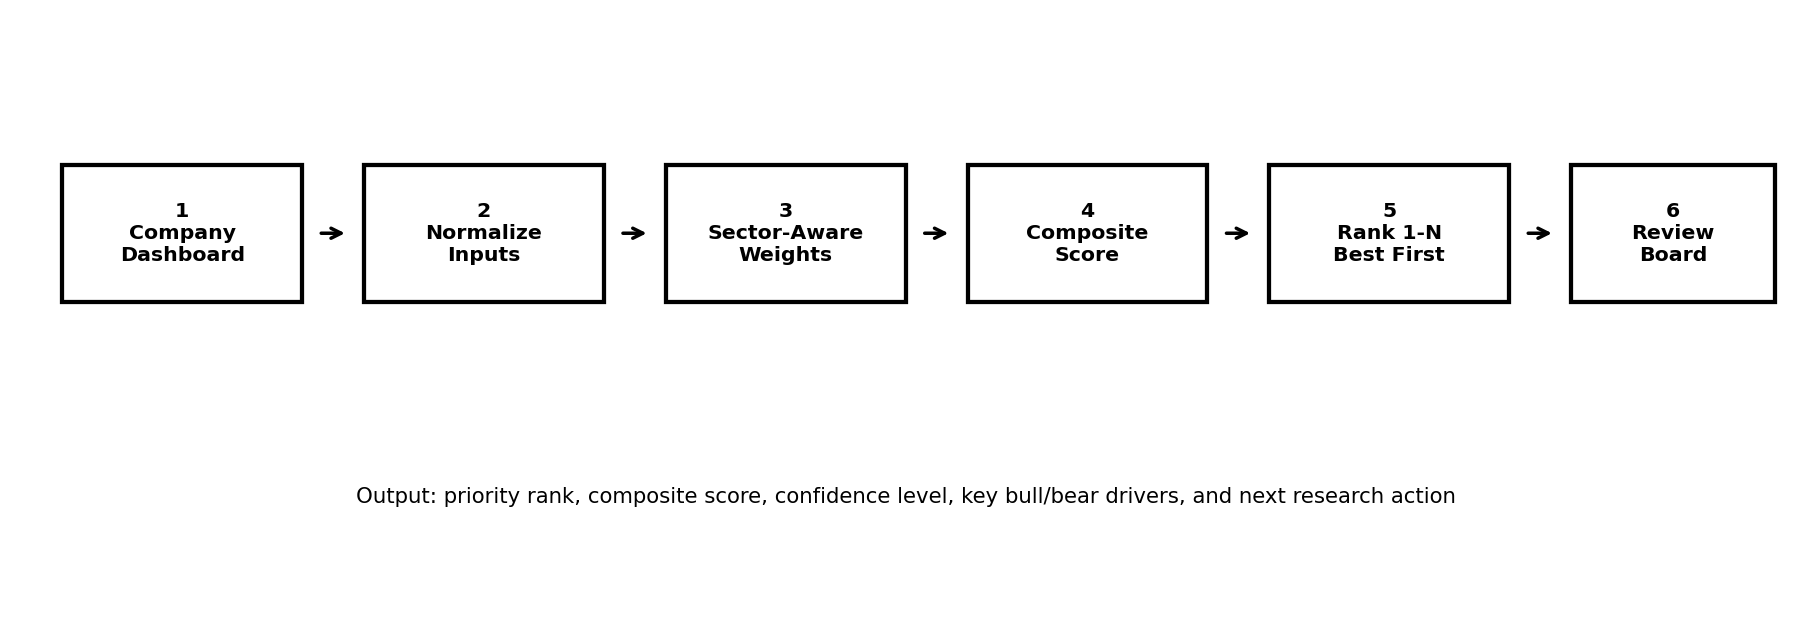 1
Company
Dashboard
2
Normalize
Inputs
3
Sector-Aware
Weights
4
Composite
Score
5
Rank 1-N
Best First
6
Review
Board
Output: priority rank, composite score, confidence level, key bull/bear drivers, and next research action